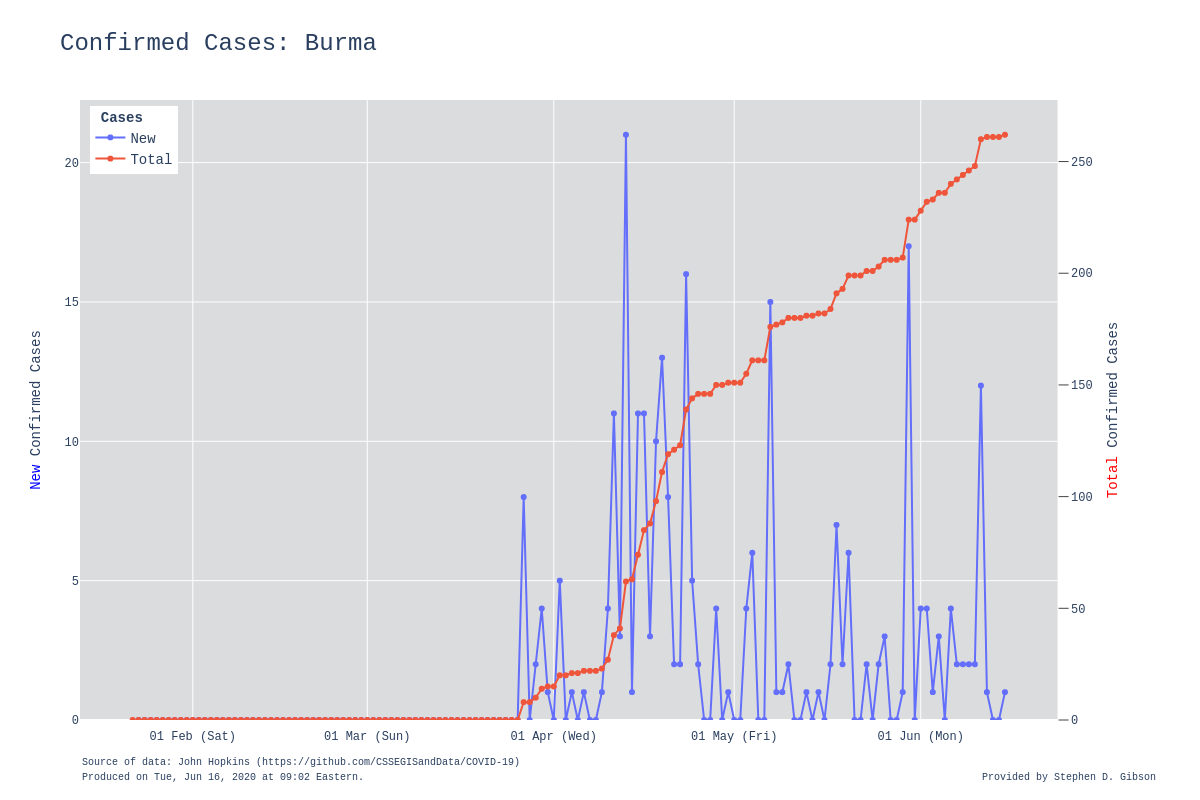 Confirmed Cases: Burma
Cases
New
Total
20
15
10
5
0
250
200
150
100
50
0
New Confirmed Cases
Total Confirmed Cases
01 Feb (Sat)
01 Mar (Sun)
01 Apr (Wed)
01 May (Fri)
01 Jun (Mon)
Source of data: John Hopkins (https://github.com/CSSEGISandData/COVID-19)
Produced on Tue, Jun 16, 2020 at 09:02 Eastern.
Provided by Stephen D. Gibson